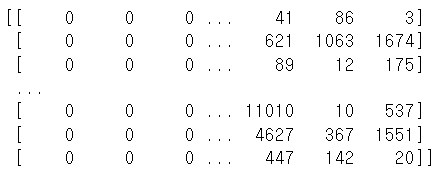 [[    0    0    0 ...    41    86    3]
 [    0    0    0 ...   621  1063 1674]
 [    0    0    0 ...    89    12  175]
 ...
 [    0    0    0 ... 11010    10  537]
 [    0    0    0 ...  4627   367 1551]
 [    0    0    0 ...   447   142   20]]